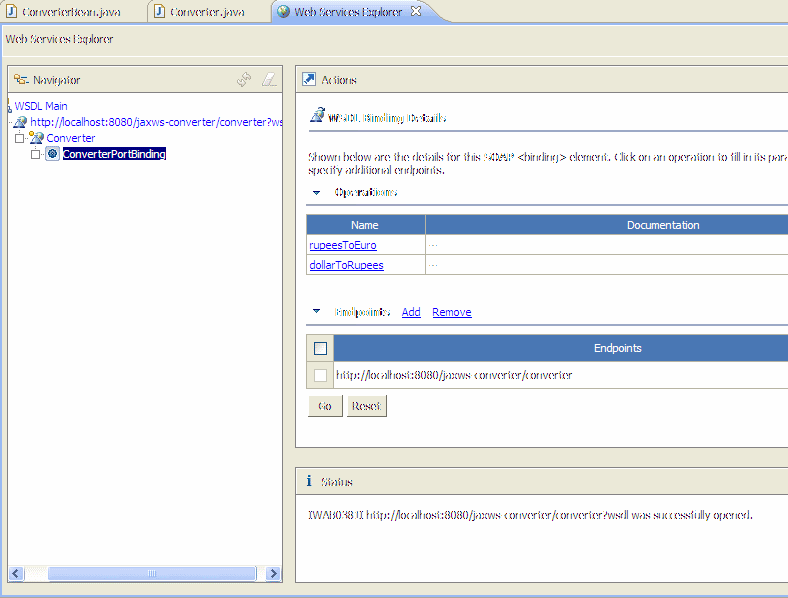 ConverterBean.java
Converter.java
Web Services Explorer
Web Services Explorer
Navigator
WSDL Main
http://localhost:8080/jaxws-converter/converter?ws
Converter
ConverterPortBinding
Actions
WSDL Binding Details
Shown below are the details for this SOAP <binding> element. Click on an operation to fill in its para
specify additional endpoints.
Operations
Name Documentation
rupeesToEuro --
dollarToRupees --
Endpoints Add Remove
Endpoints
http://localhost:8080/jaxws-converter/converter
Go Reset
Status
IWAB0381I http://localhost:8080/jaxws-converter/converter?wsdl was successfully opened.